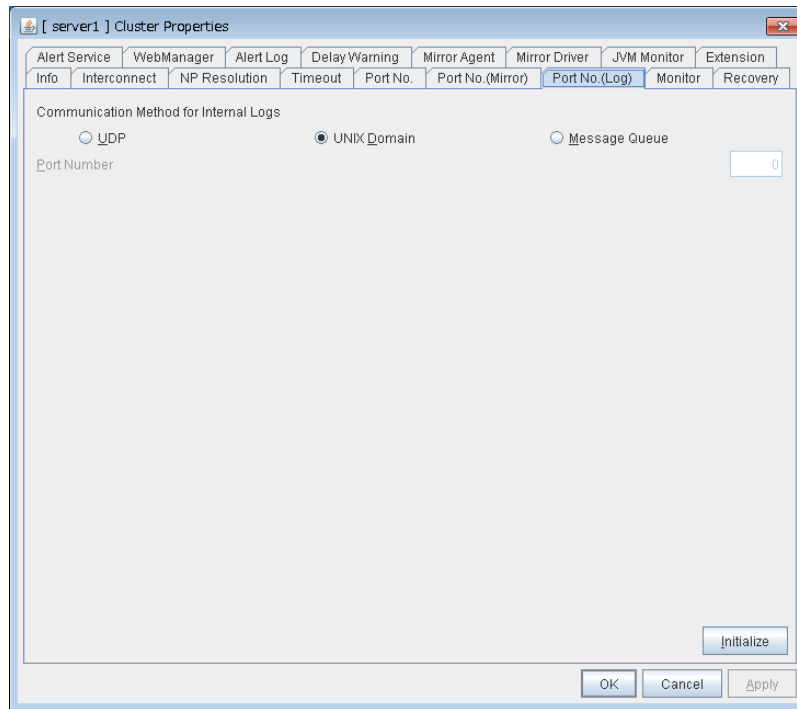 [ server1 ] Cluster Properties
Alert Service WebManager Alert Log Delay Warning Mirror Agent Mirror Driver JVM Monitor Extension
Info Interconnect NP Resolution Timeout Port No. Port No.(Mirror) Port No.(Log) Monitor Recovery
Communication Method for Internal Logs
UDP UNIX Domain Message Queue
Port Number 0
Initialize
OK Cancel Apply